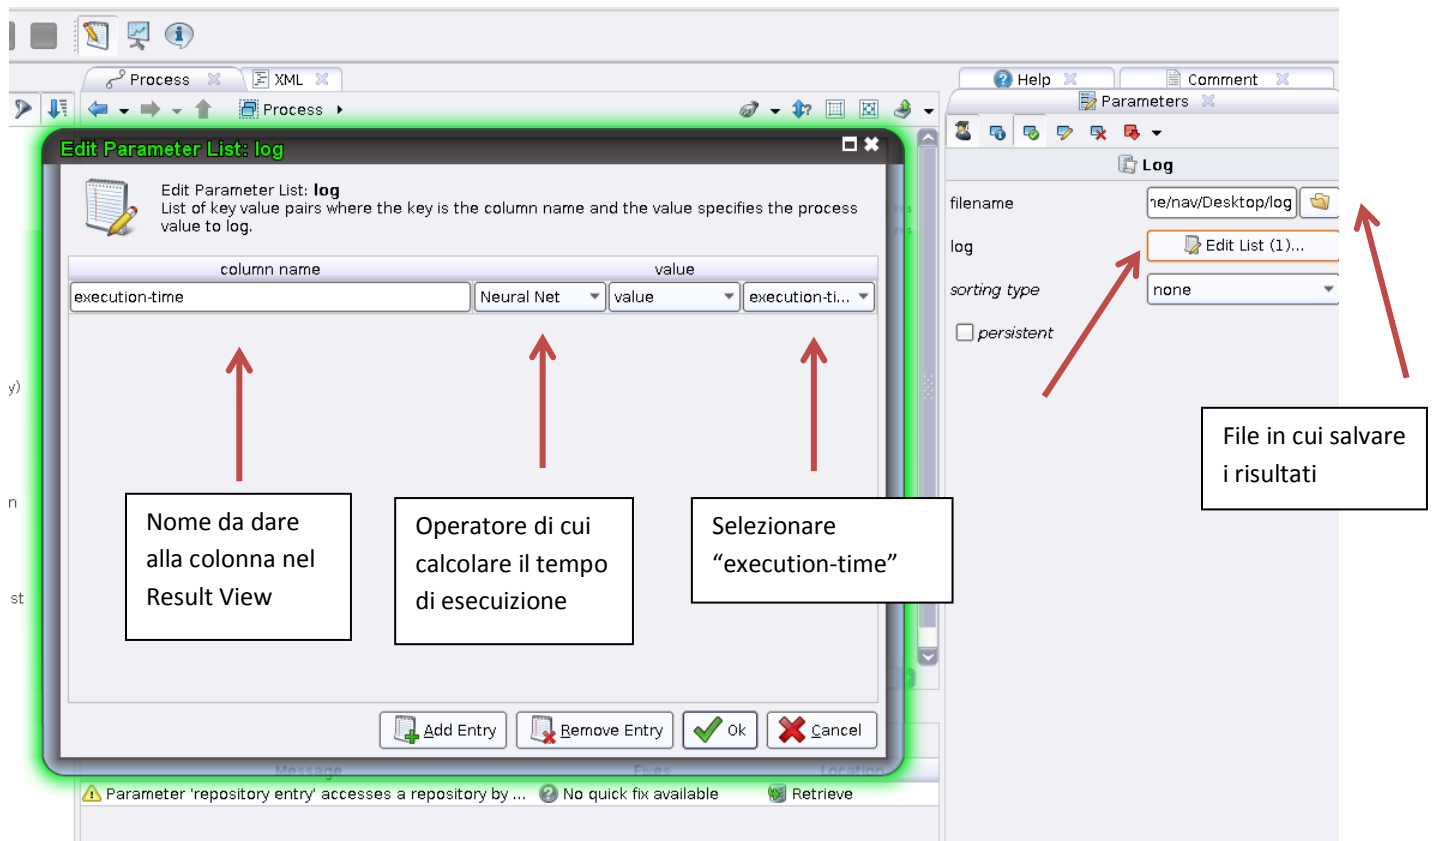 Process
XML
Help
Comment
Process
Parameters
Edit Parameter List: log
Log
Edit Parameter List: log
List of key value pairs where the key is the column name and the value specifies the process
value to log.
filename
ne/nav/Desktop/log
log
Edit List (1)...
column name
value
execution-time
Neural Net
value
execution-ti...
sorting type
none
persistent
y)
File in cui salvare
i risultati
n
Nome da dare
alla colonna nel
Result View
Operatore di cui
calcolare il tempo
di esecuizione
Selezionare
“execution-time”
st
Add Entry
Remove Entry
Ok
Cancel
Message
Fixes
Location
Parameter 'repository entry' accesses a repository by ...
No quick fix available
Retrieve